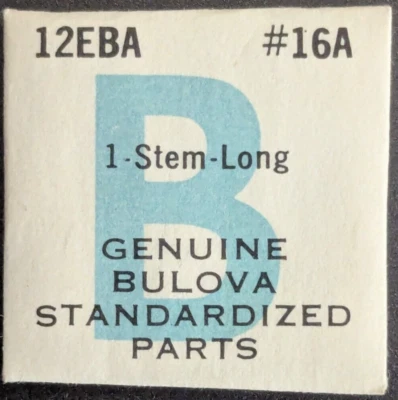 12EBA #16A
B
1-Stem-Long
GENUINE
BULOVA
STANDARDIZED
PARTS